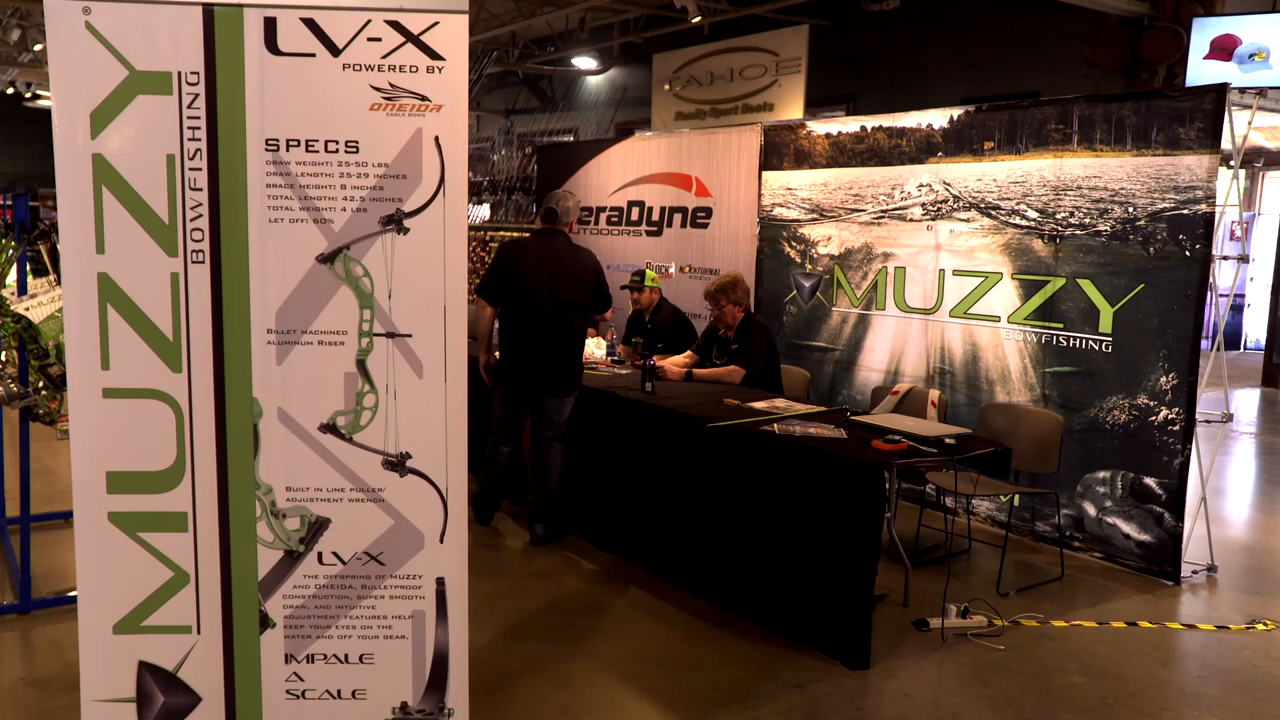 MUZZY
BOWFISHING
LV-X
POWERED BY
ONEIDA
EAGLE BOWS
SPECS
DRAW WEIGHT: 25-50 LBS
DRAW LENGTH: 25-29 INCHES
BRACE HEIGHT: 8 INCHES
TOTAL LENGTH: 42.5 INCHES
TOTAL WEIGHT: 4 LBS
LET OFF: 60%
BILLET MACHINED
ALUMINUM RISER
BUILT IN LINE PULLER/
ADJUSTMENT WRENCH
LV-X
THE OFFSPRING OF MUZZY
AND ONEIDA, BULLETPROOF
CONSTRUCTION, SUPER SMOOTH
DRAW, AND INTUITIVE
ADJUSTMENT FEATURES HELP
KEEP YOUR EYES ON THE
WATER AND OFF YOUR GEAR.
IMPALE
A
SCALE
TAHOE
Family Sport Boats
eraDyne
UTDOORS
MUZZY
BLOCK
NOCKTURNAL
MUZZY
BOWFISHING